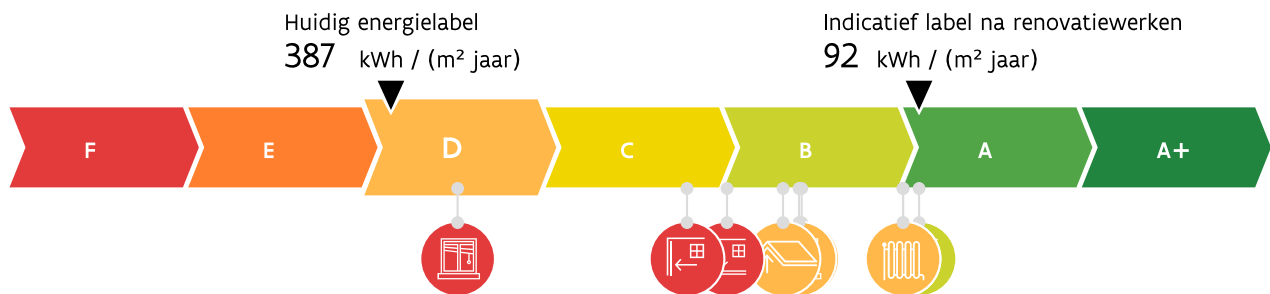 Huidig energielabel
387 kWh / (m² jaar)
Indicatief label na renovatiewerken
92 kWh / (m² jaar)
F E D C B A A+